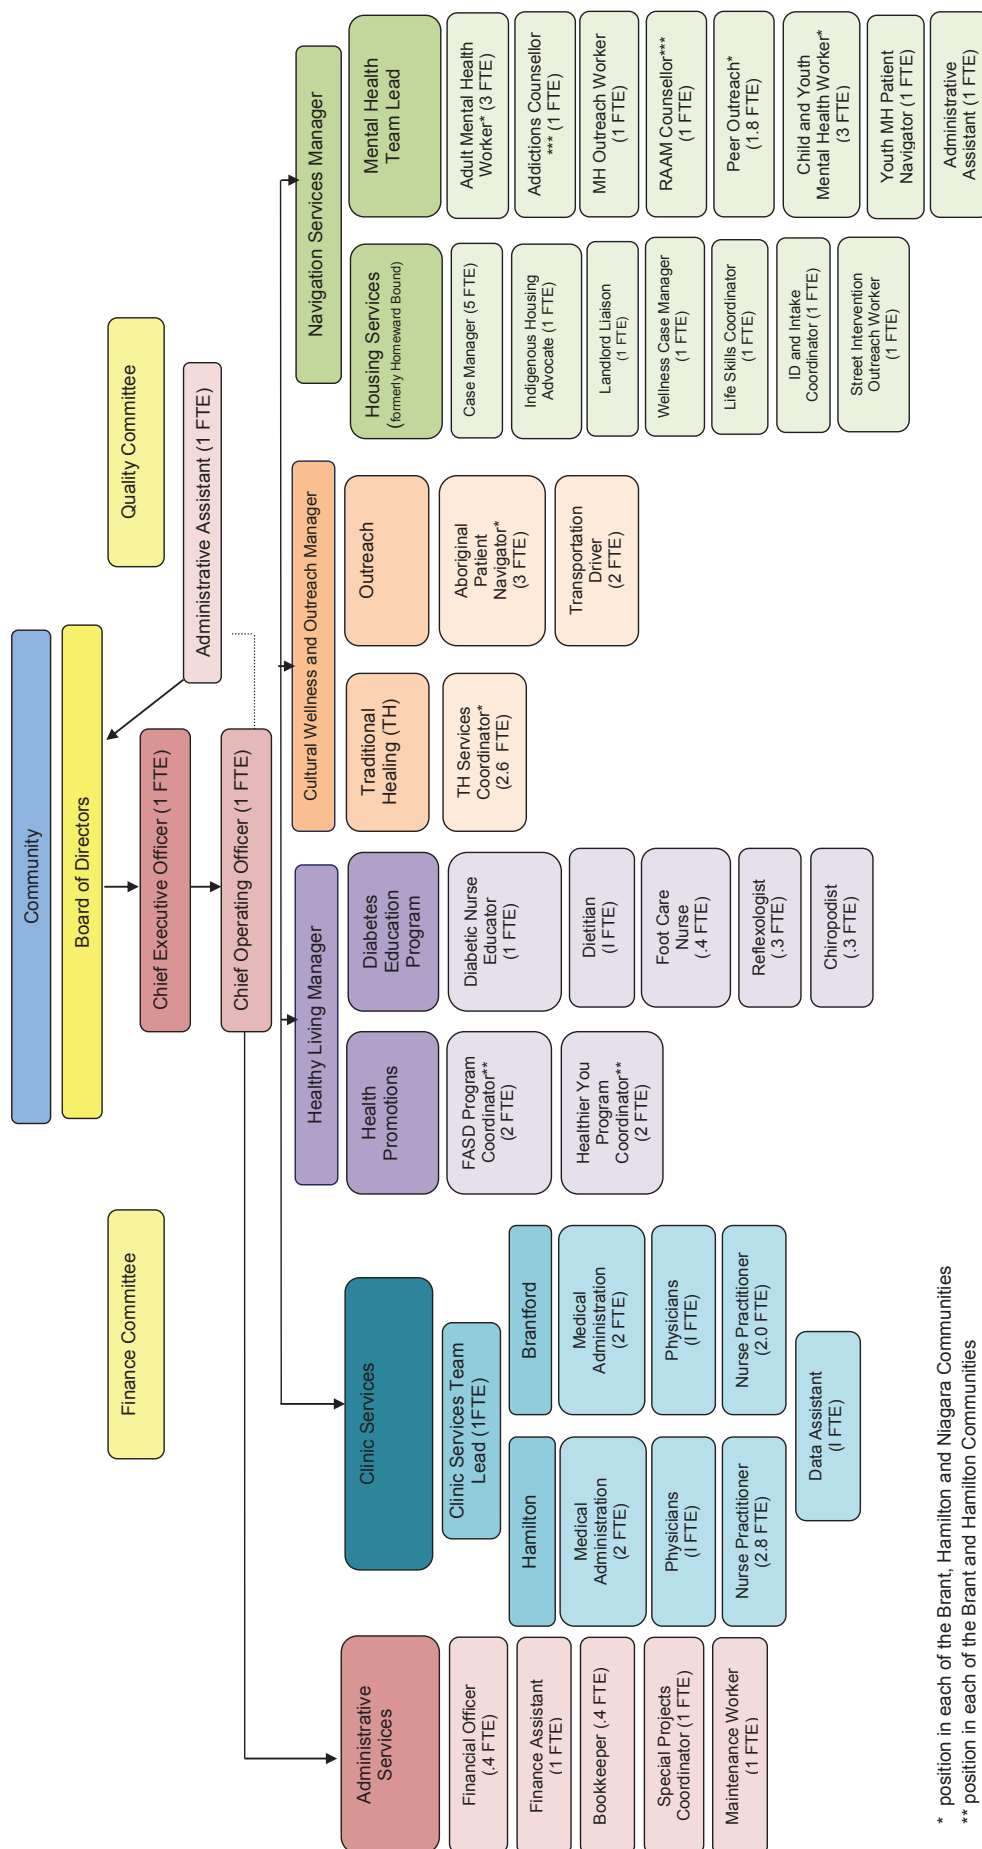 Community
Board of Directors
Finance Committee
Quality Committee
Chief Executive Officer (1 FTE)
Administrative Assistant (1 FTE)
Chief Operating Officer (1 FTE)
Administrative
Services
Financial Officer
(.4 FTE)
Finance Assistant
(1 FTE)
Bookkeeper (.4 FTE)
Special Projects
Coordinator (1 FTE)
Maintenance Worker
(1 FTE)
Clinic Services
Clinic Services Team
Lead (1FTE)
Hamilton
Medical
Administration
(2 FTE)
Physicians
(I FTE)
Nurse Practitioner
(2.8 FTE)
Brantford
Medical
Administration
(2 FTE)
Physicians
(I FTE)
Nurse Practitioner
(2.0 FTE)
Data Assistant
(I FTE)
Healthy Living Manager
Health
Promotions
FASD Program
Coordinator**
(2 FTE)
Healthier You
Program
Coordinator**
(2 FTE)
Diabetes
Education
Program
Diabetic Nurse
Educator
(1 FTE)
Dietitian
(I FTE)
Foot Care
Nurse
(.4 FTE)
Reflexologist
(.3 FTE)
Chiropodist
(.3 FTE)
Cultural Wellness and Outreach Manager
Traditional
Healing (TH)
TH Services
Coordinator*
(2.6 FTE)
Outreach
Aboriginal
Patient
Navigator*
(3 FTE)
Transportation
Driver
(2 FTE)
Navigation Services Manager
Housing Services
(formerly Homeward Bound)
Case Manager (5 FTE)
Indigenous Housing
Advocate (1 FTE)
Landlord Liaison
(1 FTE)
Wellness Case Manager
(1 FTE)
Life Skills Coordinator
(1 FTE)
ID and Intake
Coordinator (1 FTE)
Street Intervention
Outreach Worker
(1 FTE)
Mental Health
Team Lead
Adult Mental Health
Worker* (3 FTE)
Addictions Counsellor
*** (1 FTE)
MH Outreach Worker
(1 FTE)
RAAM Counsellor***
(1 FTE)
Peer Outreach*
(1.8 FTE)
Child and Youth
Mental Health Worker*
(3 FTE)
Youth MH Patient
Navigator (1 FTE)
Administrative
Assistant (1 FTE)
* position in each of the Brant, Hamilton and Niagara Communities
** position in each of the Brant and Hamilton Communities